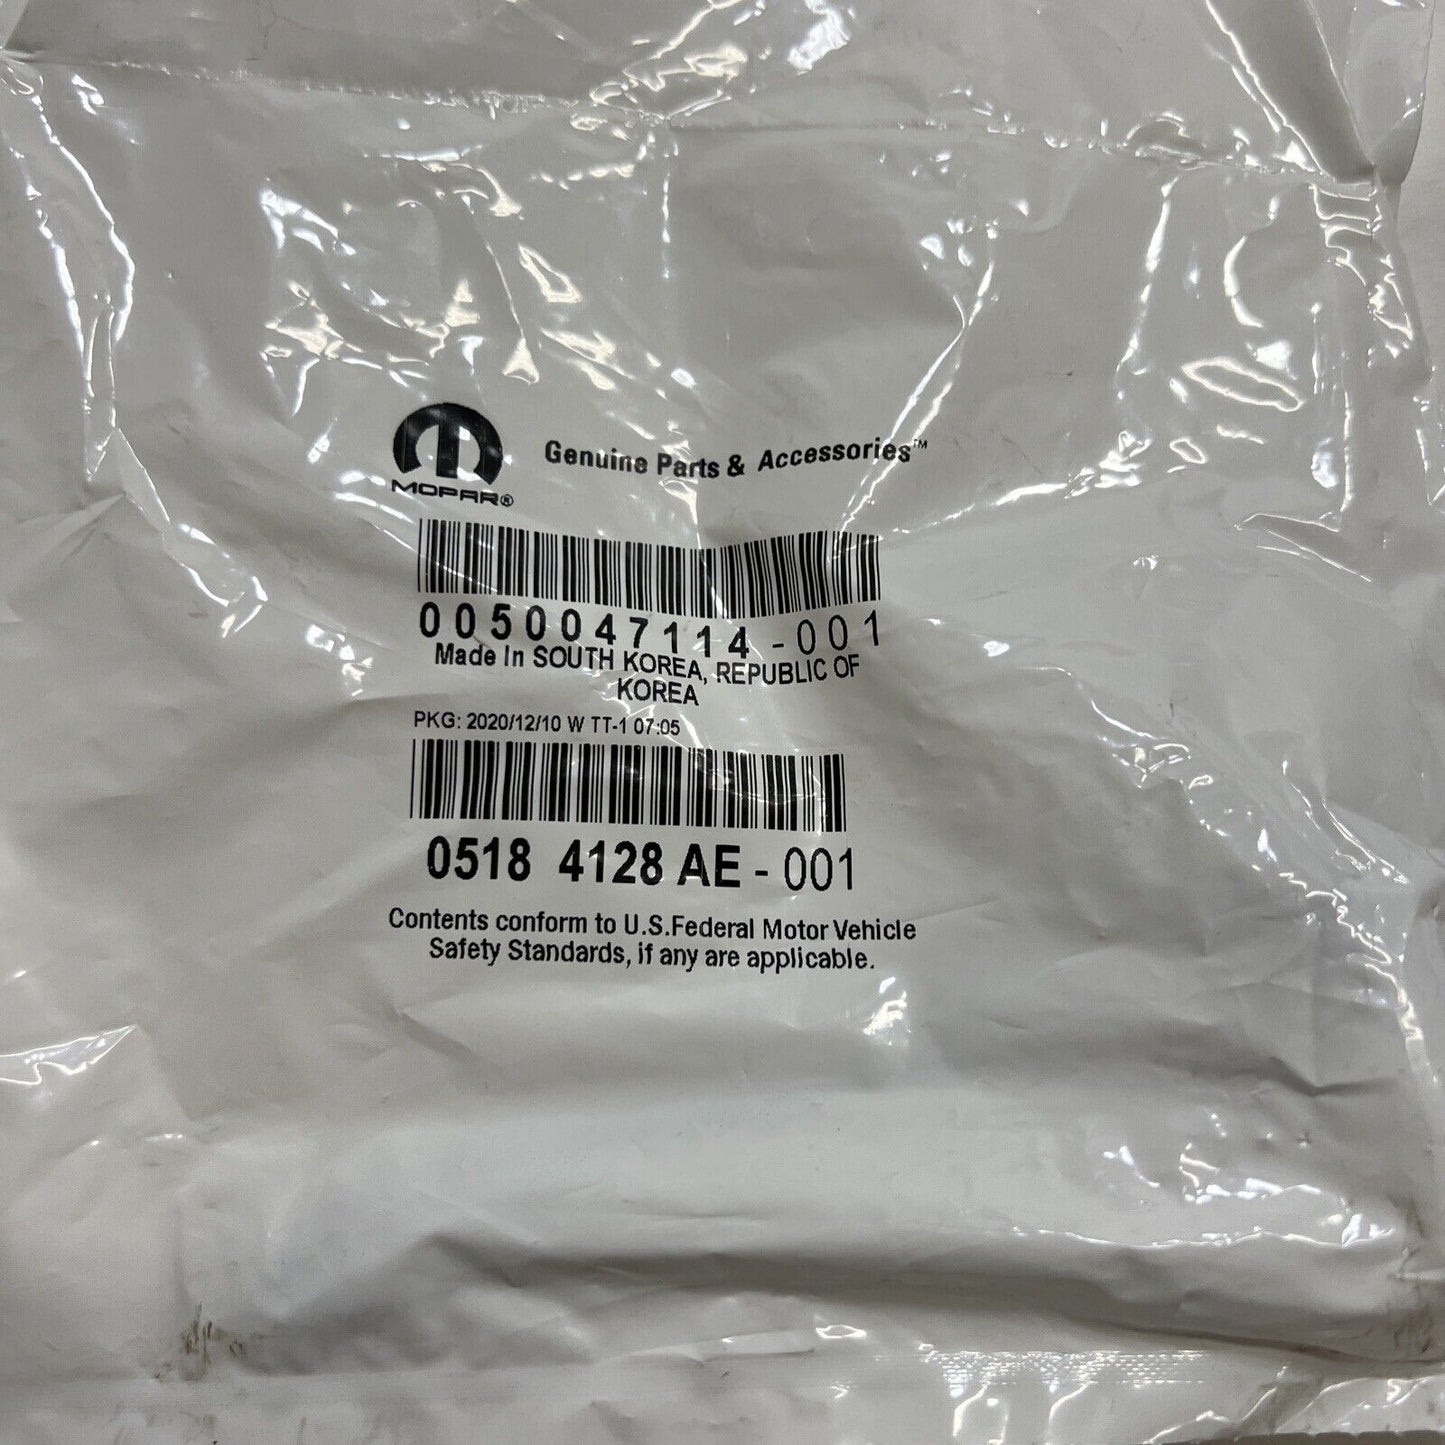 MOPAR®
Genuine Parts & Accessories™
0050047114-001
Made In SOUTH KOREA, REPUBLIC OF
KOREA
PKG: 2020/12/10 W TT-1 07:05
0518 4128 AE - 001
Contents conform to U.S.Federal Motor Vehicle
Safety Standards, if any are applicable.